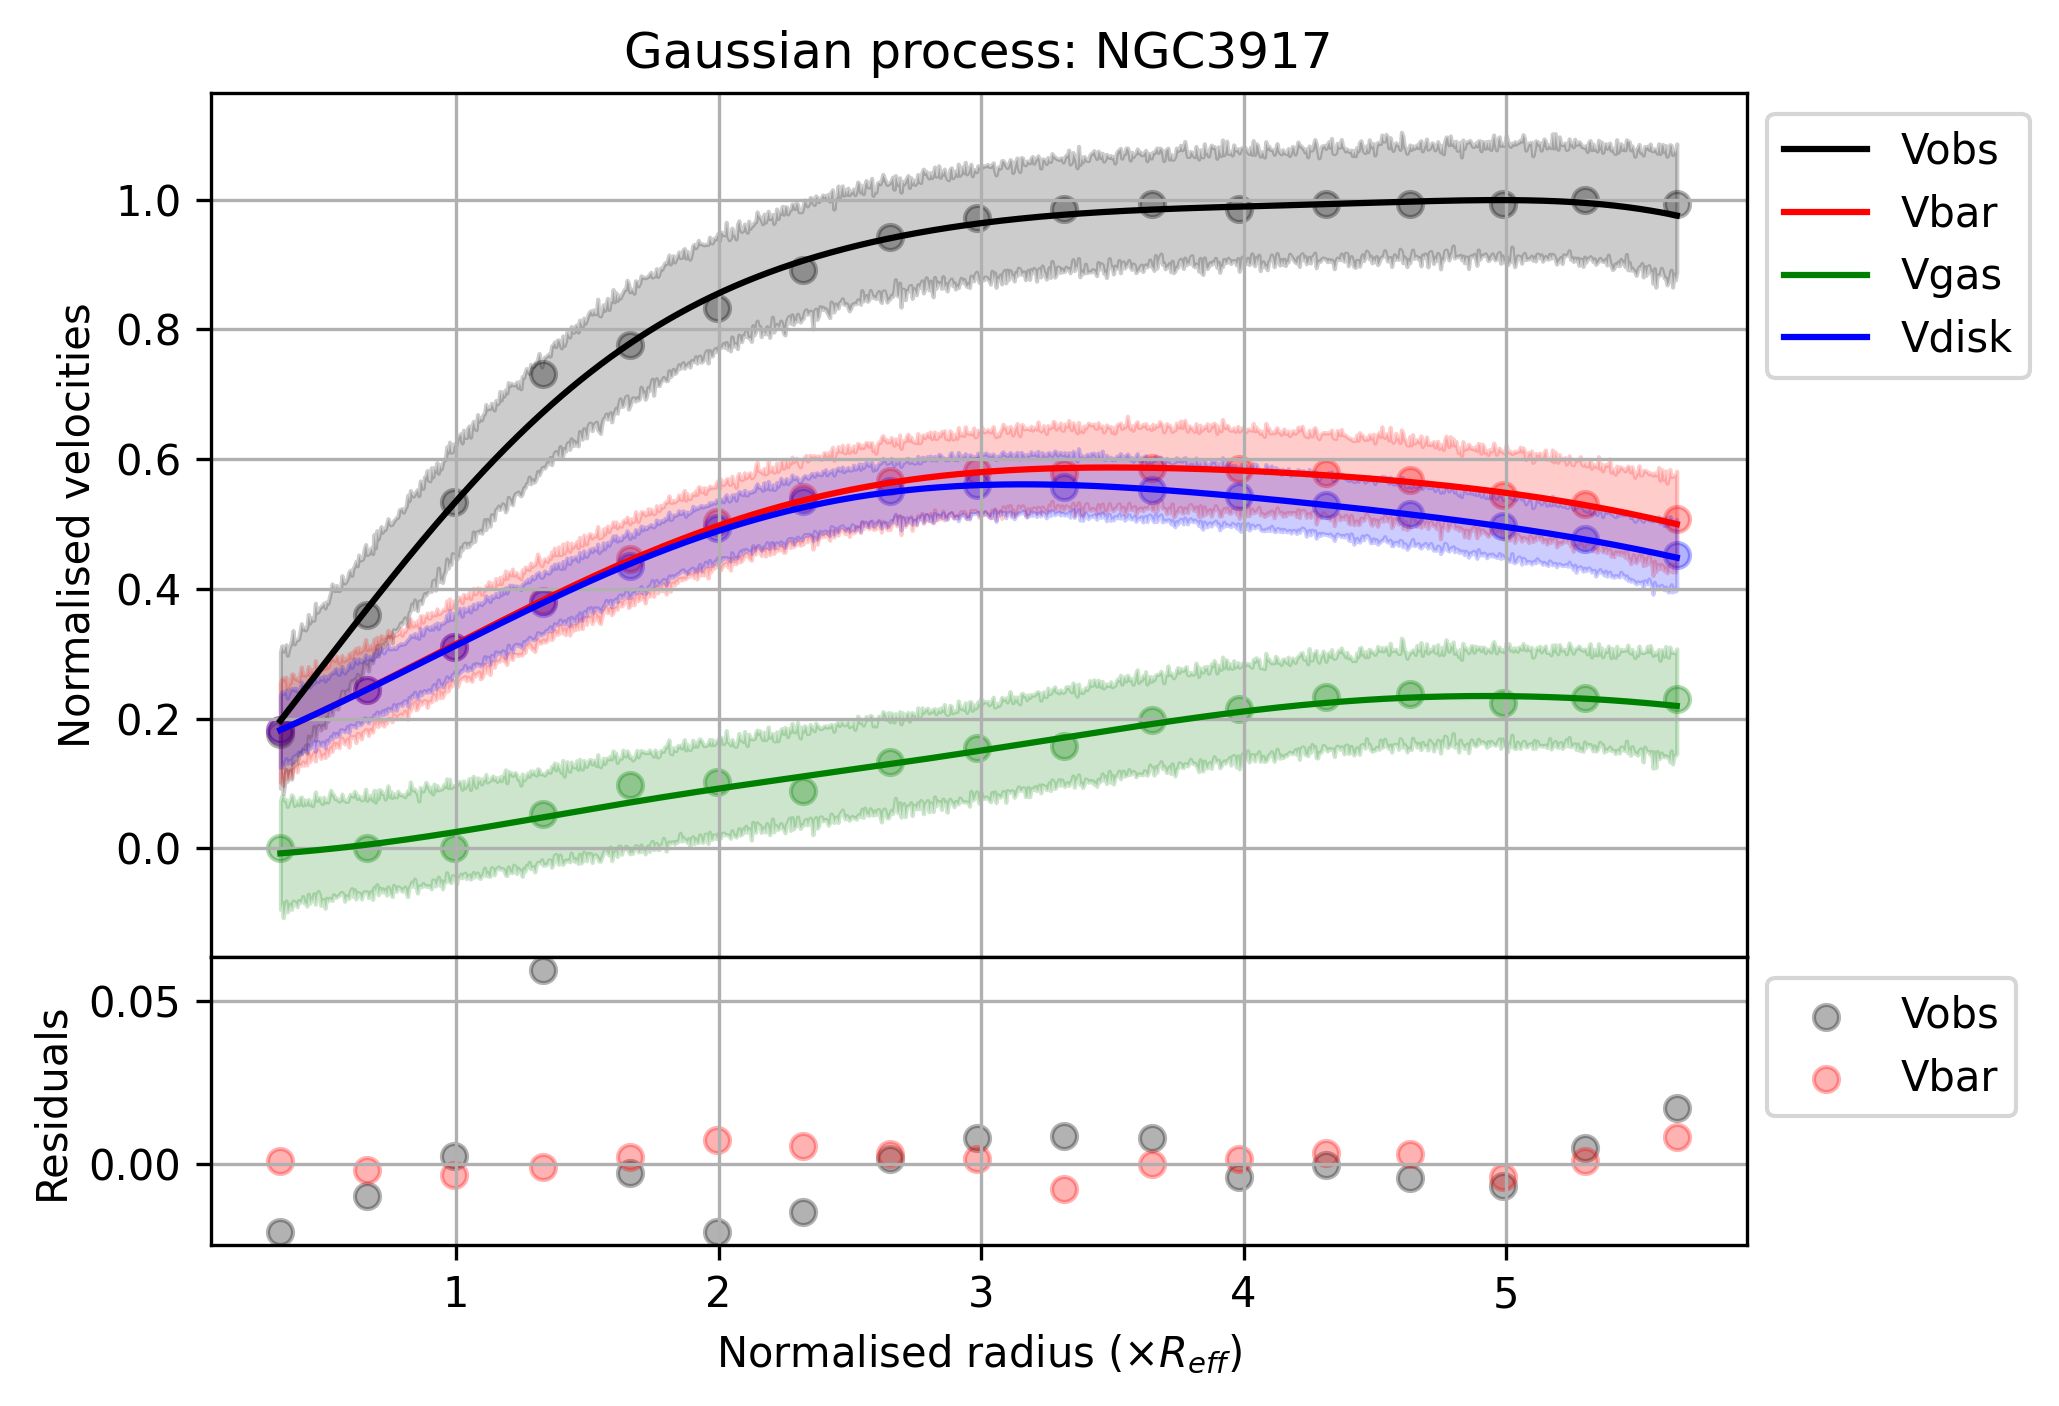 Gaussian process: NGC3917
Normalised velocities
1.0
0.8
0.6
0.4
0.2
0.0
Vobs
Vbar
Vgas
Vdisk
Residuals
0.05
0.00
Vobs
Vbar
1 2 3 4 5
Normalised radius (×R_eff)